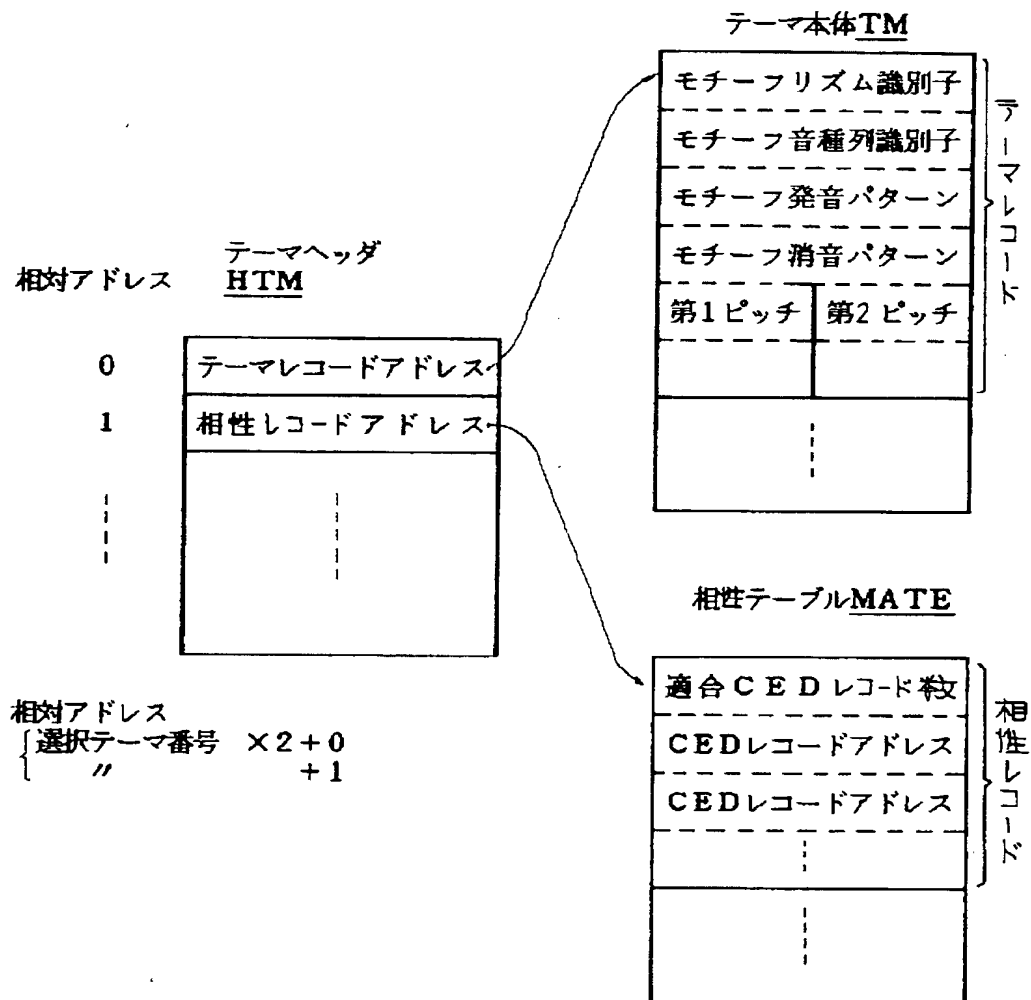 テーマ本体TM
モチーフリズム識別子
モチーフ音種列識別子
モチーフ発音パターン
モチーフ消音パターン
第1ピッチ 第2ピッチ
テーマレコード
テーマヘッダ
相対アドレス HTM
0 テーマレコードアドレス
1 相性レコードアドレス
相対アドレス
選択テーマ番号 ×2+0
〃 +1
相性テーブルMATE
適合CEDレコード数
CEDレコードアドレス
CEDレコードアドレス
相性レコード